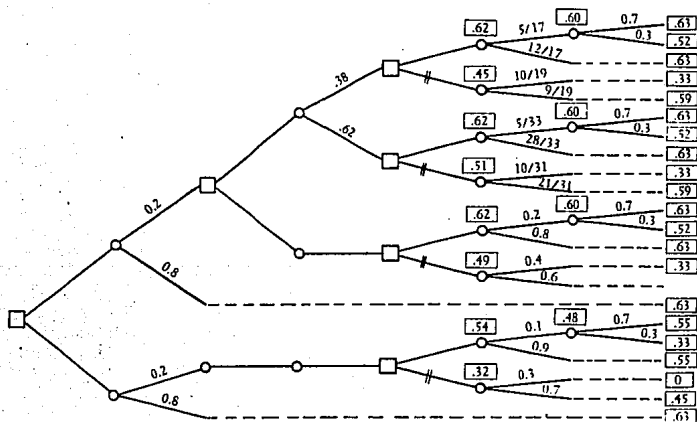 .62 5/17 .60 0.7 .63
0.3 .52
12/17 .63
.38 .45 10/19 .33
9/19 .59
.62 .62 5/33 .60 0.7 .63
0.3 .52
28/33 .63
.51 10/31 .33
21/31 .59
0.2 .62 0.2 .60 0.7 .63
0.3 .52
0.8 .63
.49 0.4 .33
0.6
0.8 .63
.54 0.1 .48 0.7 .55
0.3 .33
0.9 .55
0.2 .32 0.3 0
0.7 .45
0.8 .63